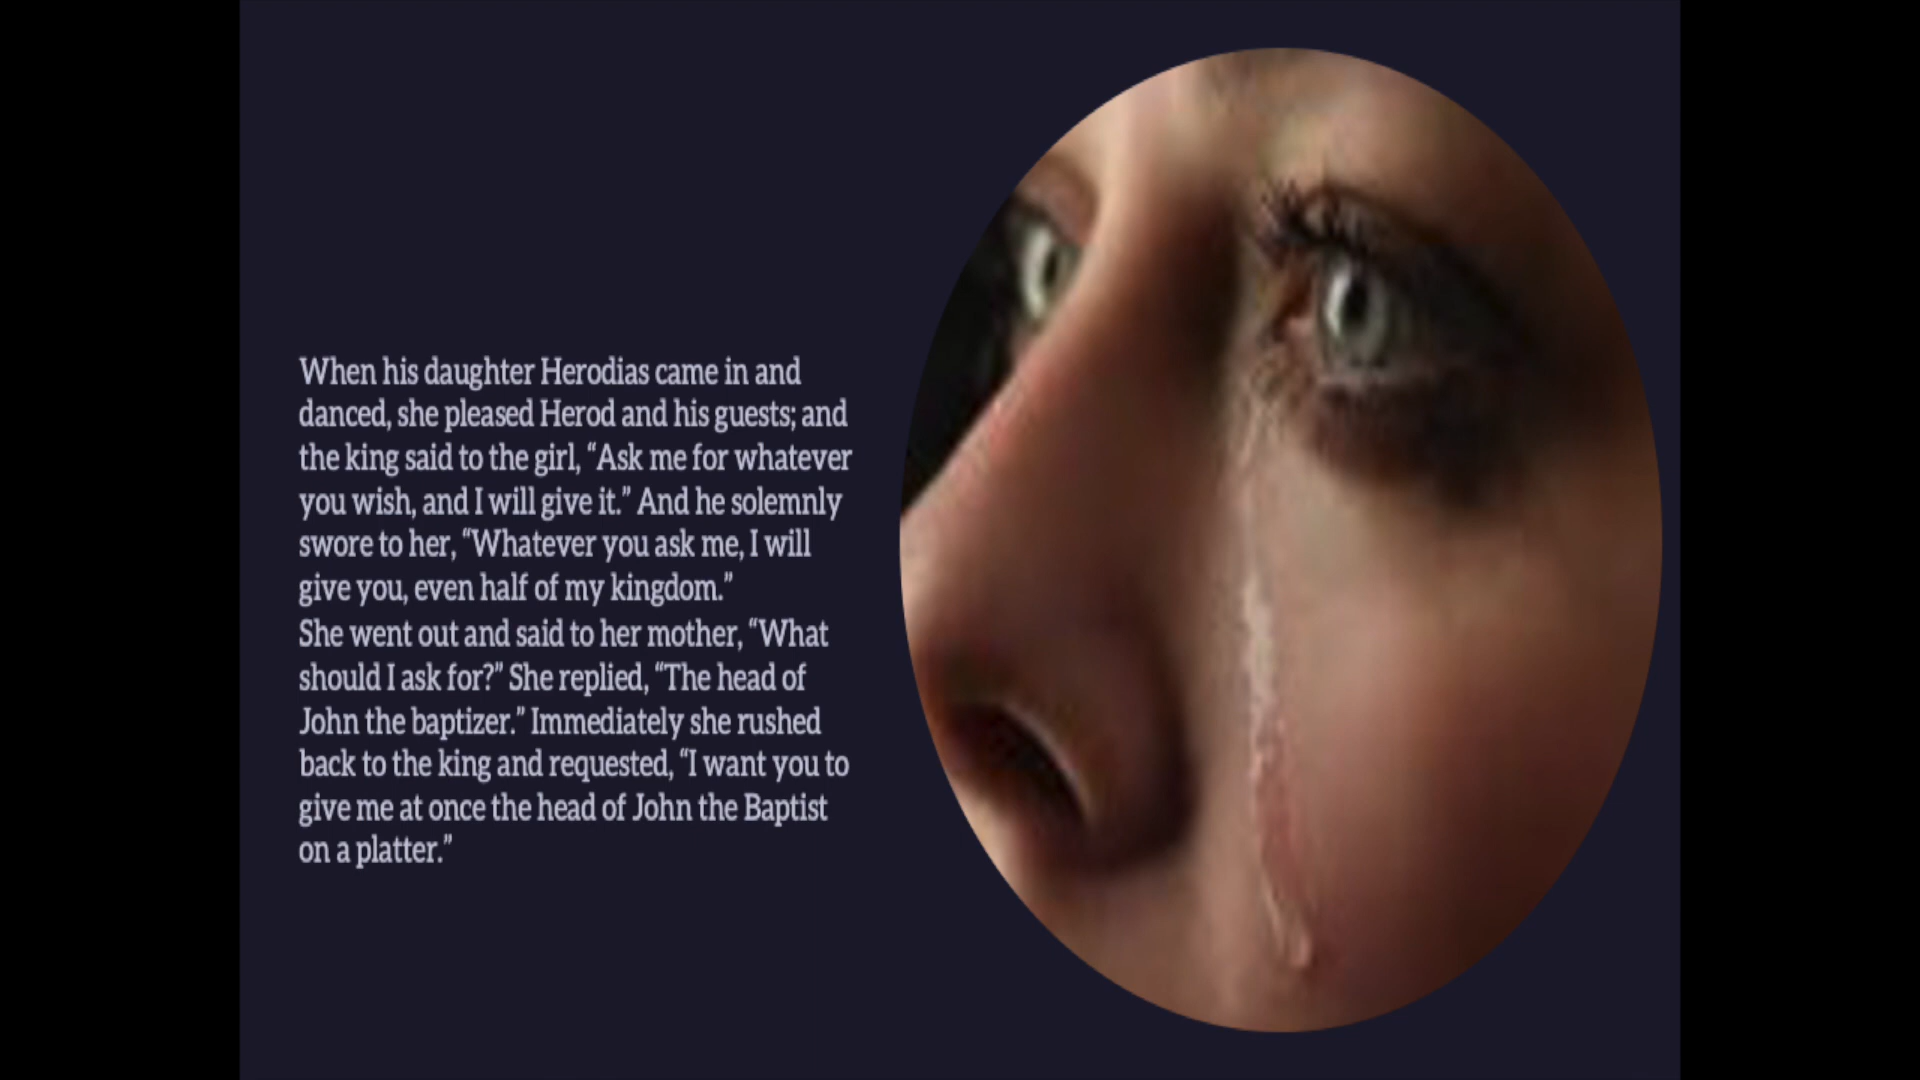 When his daughter Herodias came in and
danced, she pleased Herod and his guests; and
the king said to the girl, “Ask me for whatever
you wish, and I will give it.” And he solemnly
swore to her, “Whatever you ask me, I will
give you, even half of my kingdom.”
She went out and said to her mother, “What
should I ask for?” She replied, “The head of
John the baptizer.” Immediately she rushed
back to the king and requested, “I want you to
give me at once the head of John the Baptist
on a platter.”